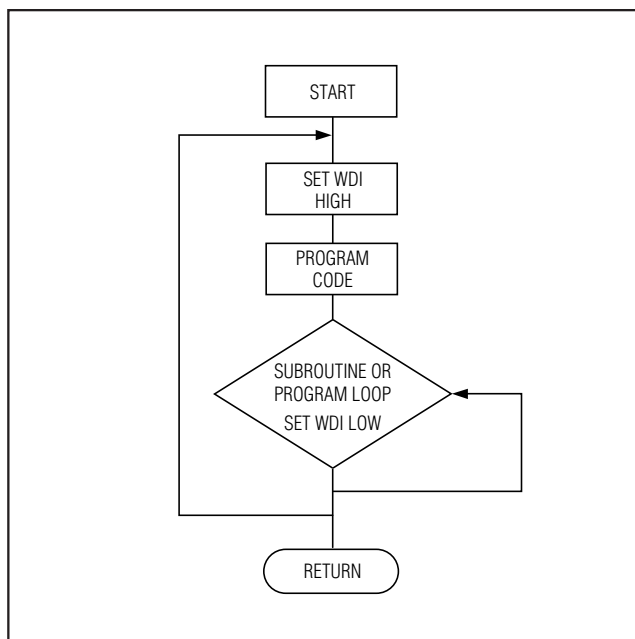 START
SET WDI
HIGH
PROGRAM
CODE
SUBROUTINE OR
PROGRAM LOOP
SET WDI LOW
RETURN